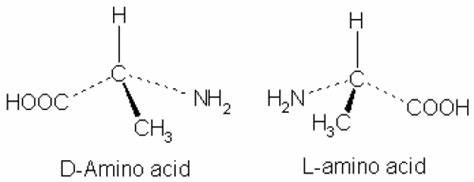 H
C
HOOC
NH2
CH3
D-Amino acid
H
C
H2N
COOH
H3C
L-amino acid